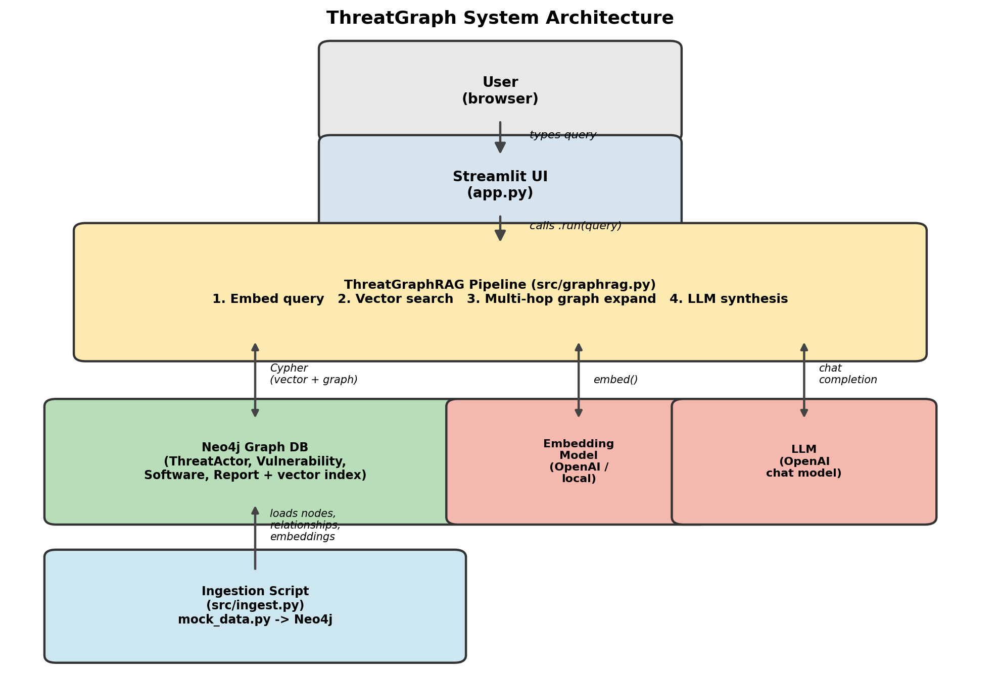 ThreatGraph System Architecture
User
(browser)
types query
Streamlit UI
(app.py)
calls .run(query)
ThreatGraphRAG Pipeline (src/graphrag.py)
1. Embed query   2. Vector search   3. Multi-hop graph expand   4. LLM synthesis
Cypher
(vector + graph)
embed()
chat
completion
Neo4j Graph DB
(ThreatActor, Vulnerability,
Software, Report + vector index)
Embedding
Model
(OpenAI /
local)
LLM
(OpenAI
chat model)
loads nodes,
relationships,
embeddings
Ingestion Script
(src/ingest.py)
mock_data.py -> Neo4j